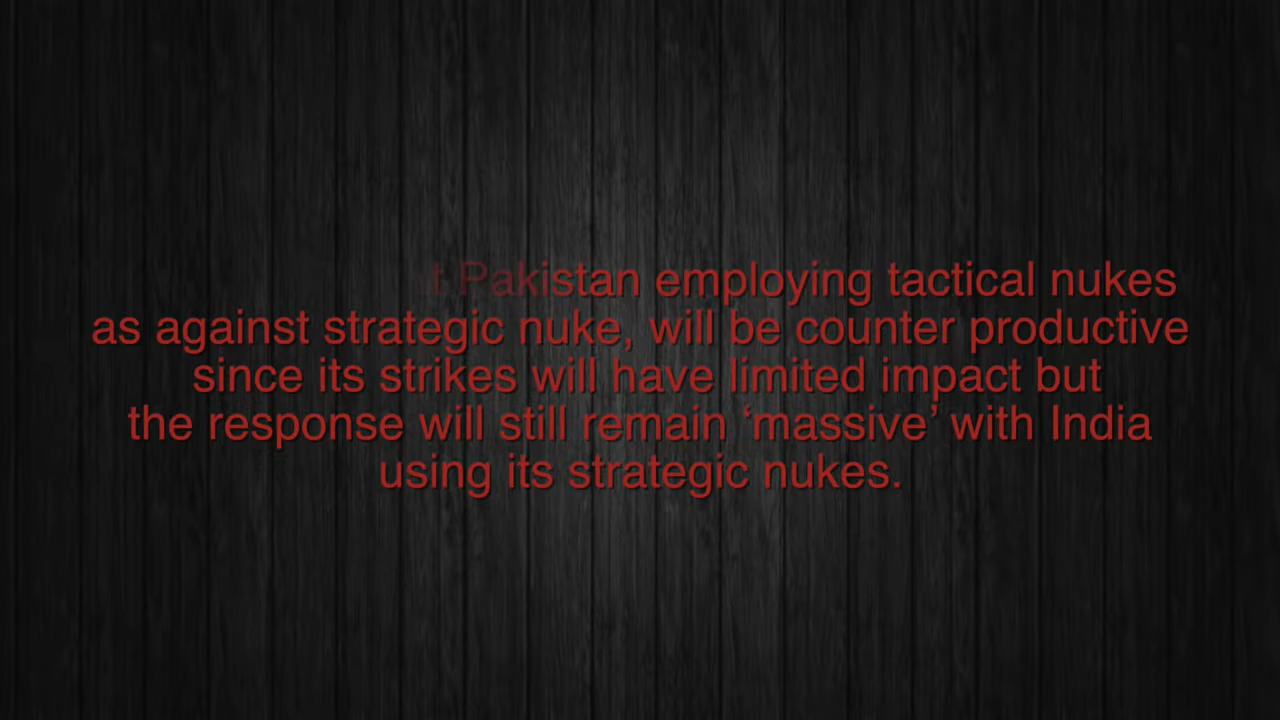 Pakistan employing tactical nukes
as against strategic nuke, will be counter productive
since its strikes will have limited impact but
the response will still remain ‘massive’ with India
using its strategic nukes.